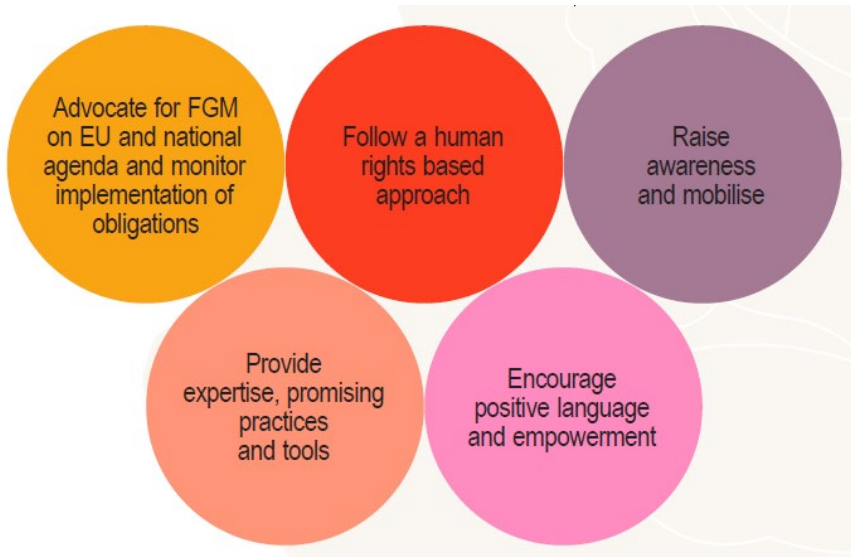 Advocate for FGM
on EU and national
agenda and monitor
implementation of
obligations
Follow a human
rights based
approach
Raise
awareness
and mobilise
Provide
expertise, promising
practices
and tools
Encourage
positive language
and empowerment